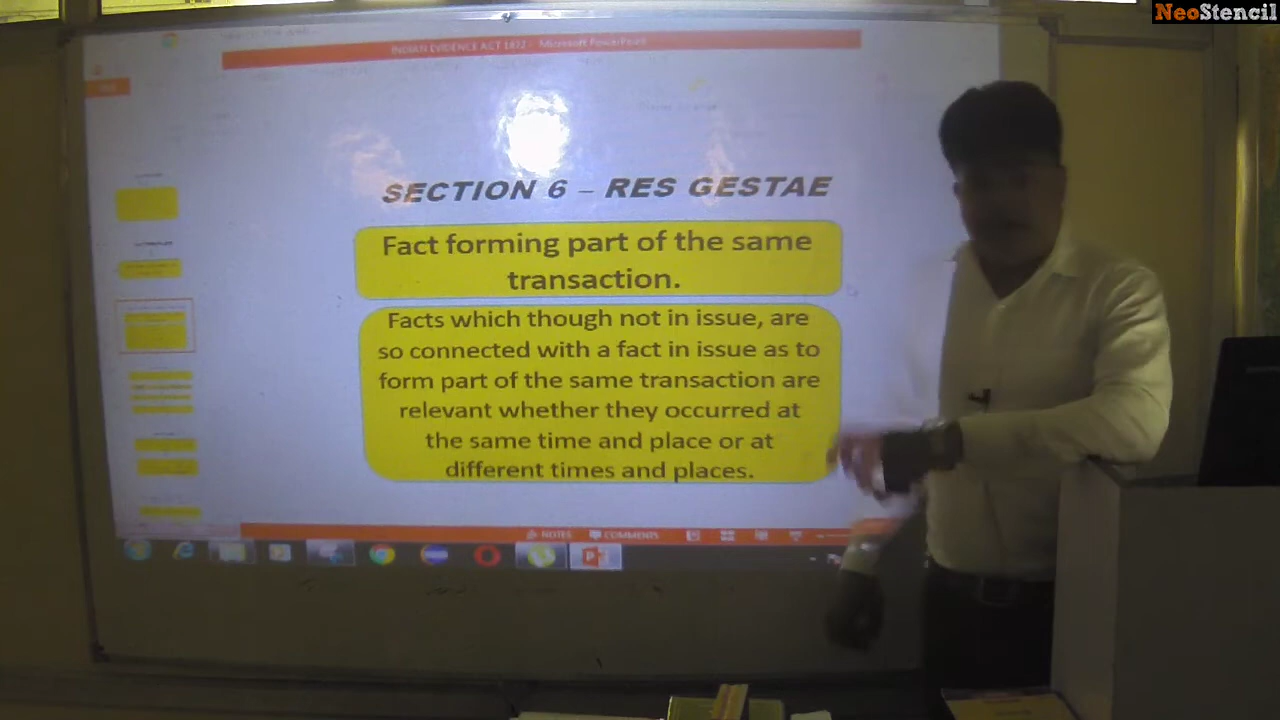 NeoStencil
INDIAN EVIDENCE ACT 1872 - Microsoft PowerPoint
SECTION 6 – RES GESTAE
Fact forming part of the same
transaction.
Facts which though not in issue, are
so connected with a fact in issue as to
form part of the same transaction are
relevant whether they occurred at
the same time and place or at
different times and places.
NOTES
COMMENTS